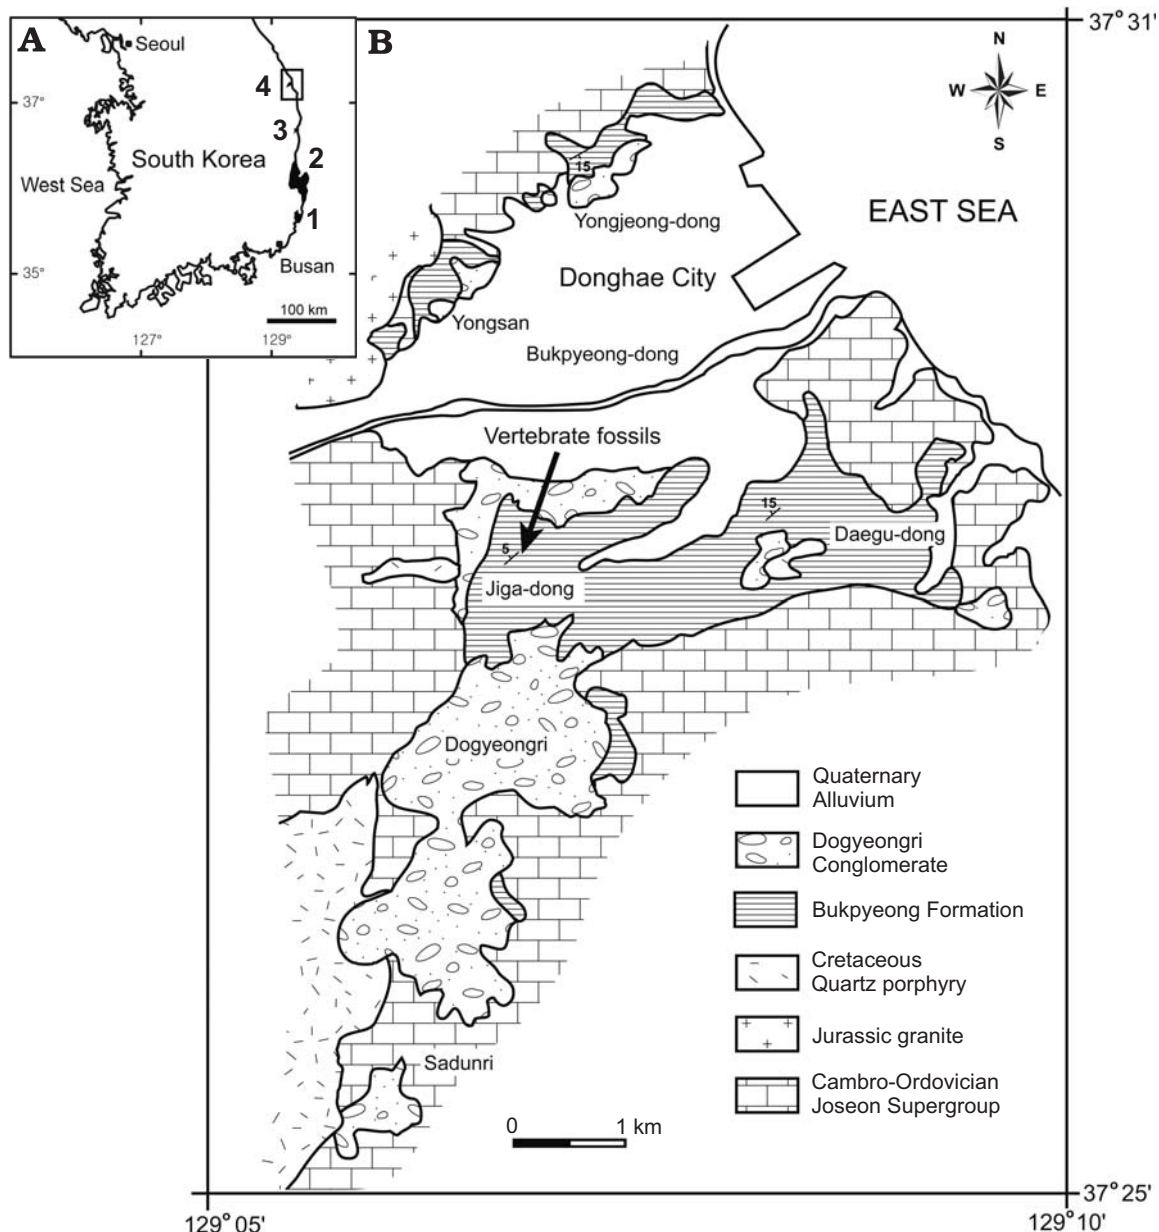 A
B
Seoul
4
37°
3
South Korea
2
West Sea
1
35°
Busan
100 km
127°
129°
37° 31'
N
W
E
S
15
Yongjeong-dong
EAST SEA
Donghae City
Yongsan
Bukpyeong-dong
Vertebrate fossils
15
Daegu-dong
5
Jiga-dong
Dogyeongri
Quaternary
Alluvium
Dogyeongri
Conglomerate
Bukpyeong Formation
Cretaceous
Quartz porphyry
Jurassic granite
Cambro-Ordovician
Joseon Supergroup
Sadunri
0
1 km
37° 25'
129° 05'
129° 10'